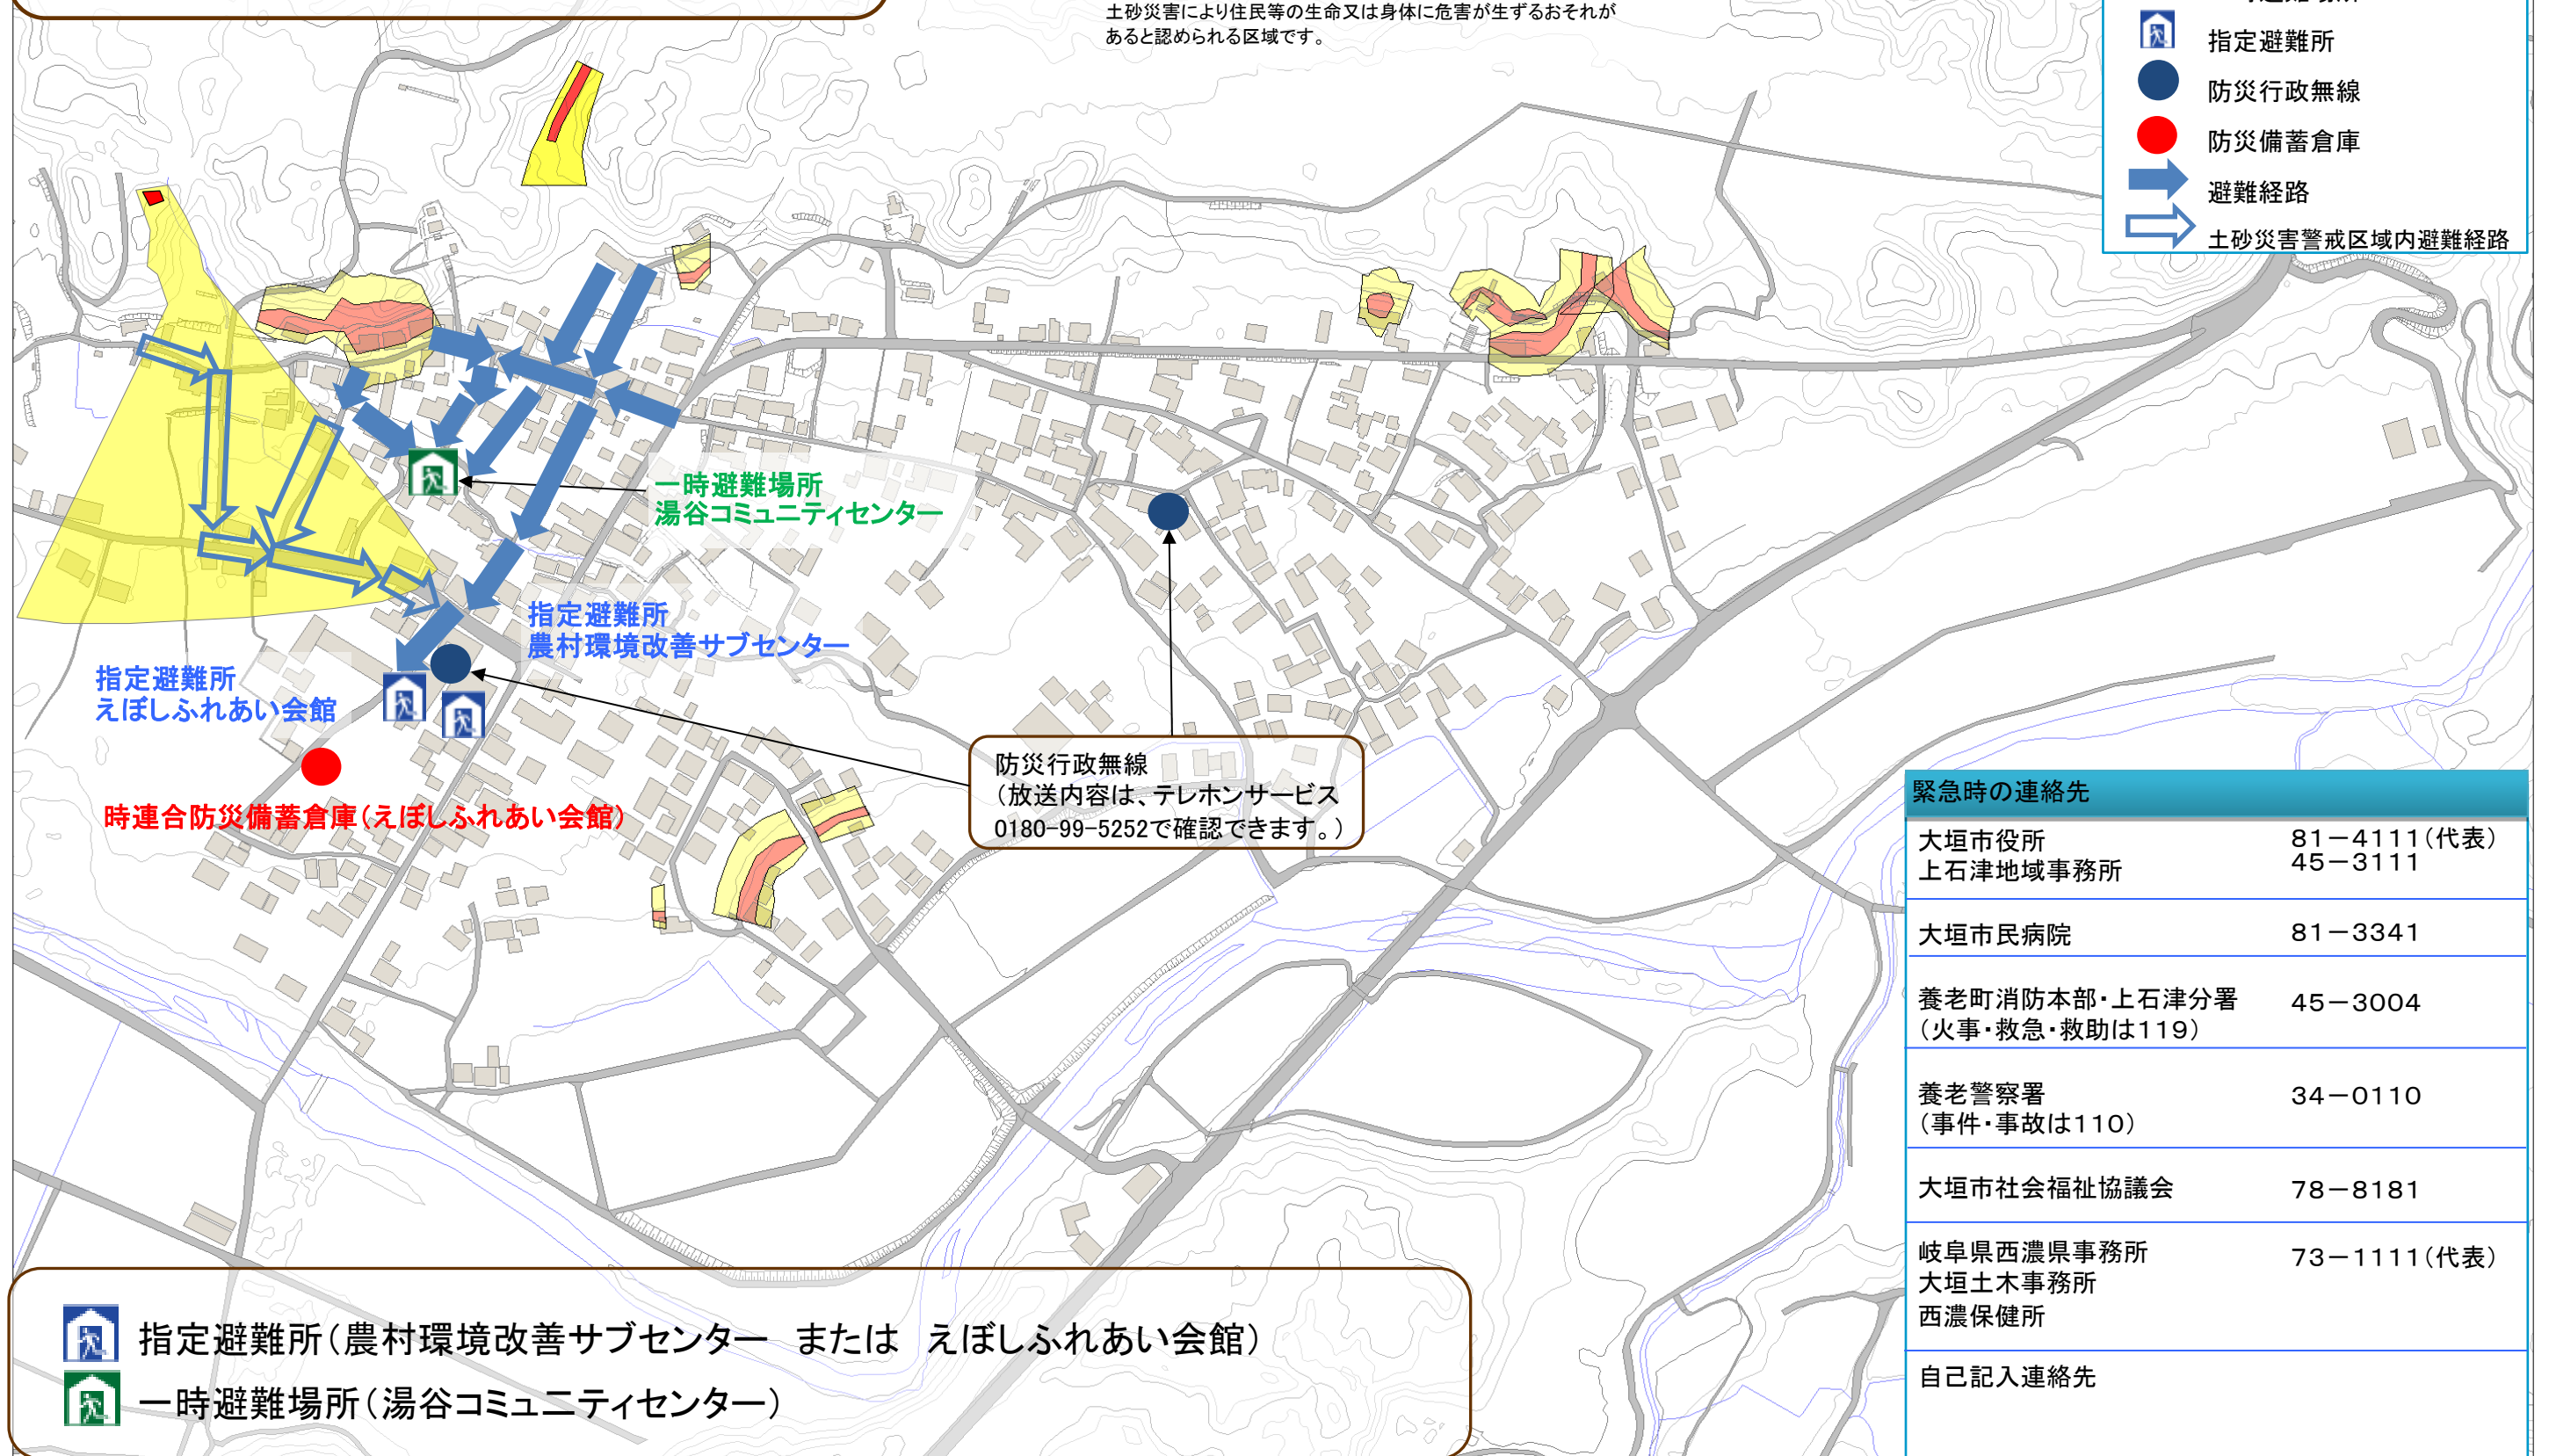 土砂災害により住民等の生命又は身体に危害が生ずるおそれが
あると認められる区域です。
指定避難所
防災行政無線
防災備蓄倉庫
避難経路
土砂災害警戒区域内避難経路
一時避難場所
湯谷コミュニティセンター
指定避難所
農村環境改善サブセンター
指定避難所
えぼしふれあい会館
時連合防災備蓄倉庫(えぼしふれあい会館)
防災行政無線
(放送内容は、テレホンサービス
0180-99-5252で確認できます。)
緊急時の連絡先
大垣市役所 81-4111(代表)
上石津地域事務所 45-3111
大垣市民病院 81-3341
養老町消防本部・上石津分署 45-3004
(火事・救急・救助は119)
養老警察署 34-0110
(事件・事故は110)
大垣市社会福祉協議会 78-8181
岐阜県西濃県事務所 73-1111(代表)
大垣土木事務所
西濃保健所
自己記入連絡先
指定避難所(農村環境改善サブセンター または えぼしふれあい会館)
一時避難場所(湯谷コミュニティセンター)